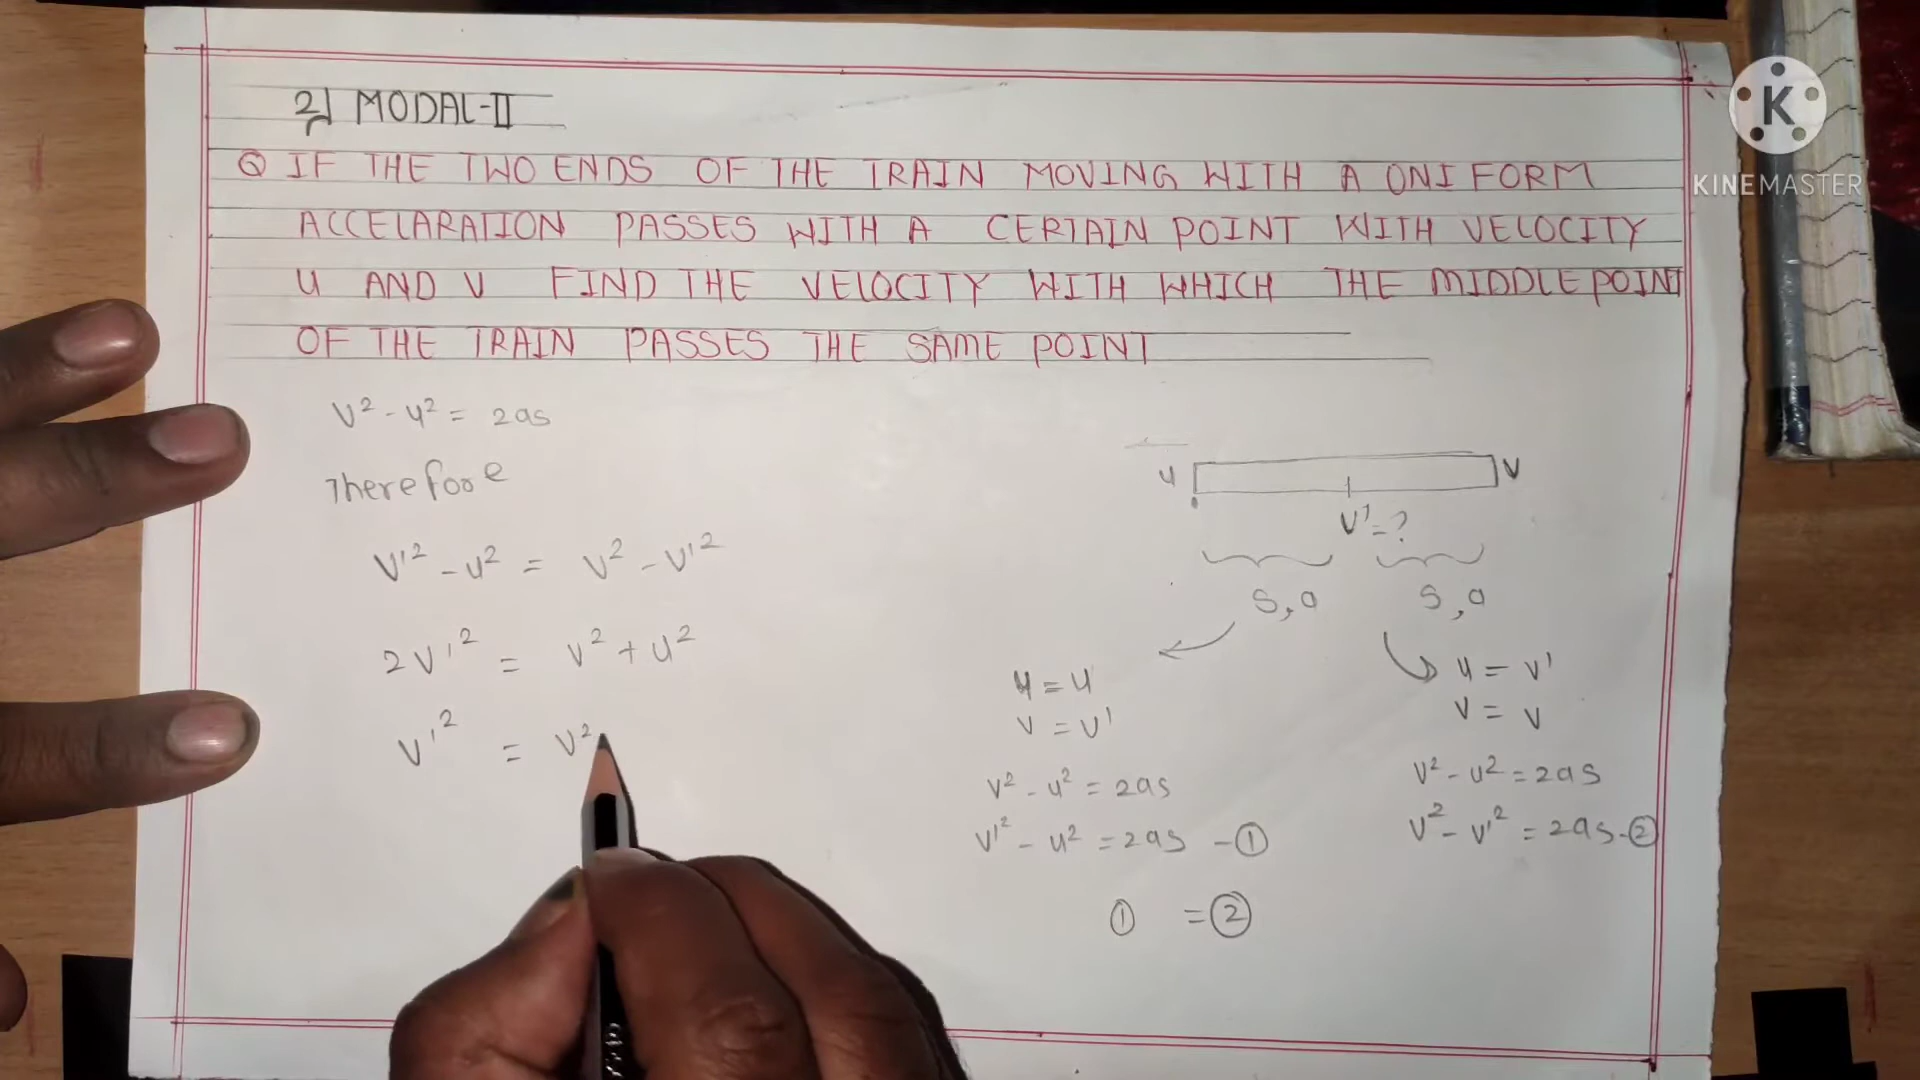 2) MODAL-II
Q IF THE TWO ENDS OF THE TRAIN MOVING WITH A ONIFORM
ACCELARATION PASSES WITH A CERTAIN POINT WITH VELOCITY
U AND V FIND THE VELOCITY WITH WHICH THE MIDDLE POINT
OF THE TRAIN PASSES THE SAME POINT
V² - u² = 2as
Therefore
V'² - u² = V² - V'²
2V'² = V² + u²
V'² = V²
u V
V' = ?
S, a S, a
u = u
V = V'
V² - u² = 2as
V'² - u² = 2as - ①
u = V'
V = V
V² - u² = 2as
V² - V'² = 2as - ②
① = ②
K
KINEMASTER